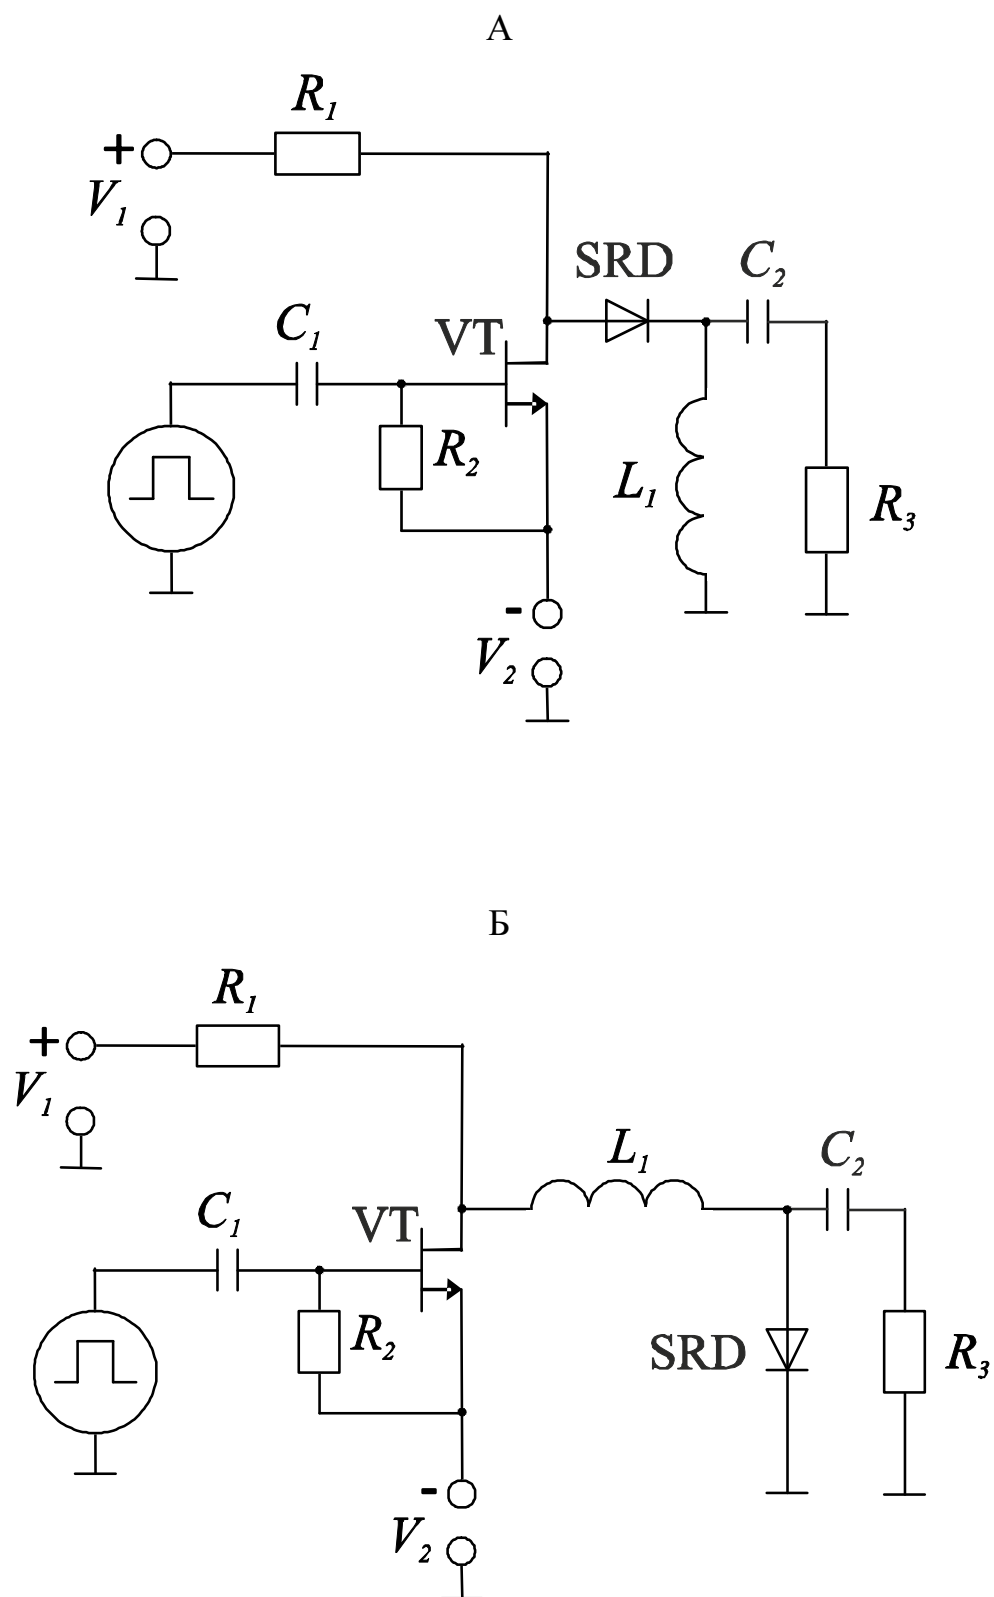 А
R1
+
V1
SRD
C2
C1
VT
R2
L1
R3
-
V2
Б
R1
+
V1
L1
C2
C1
VT
R2
SRD
R3
-
V2